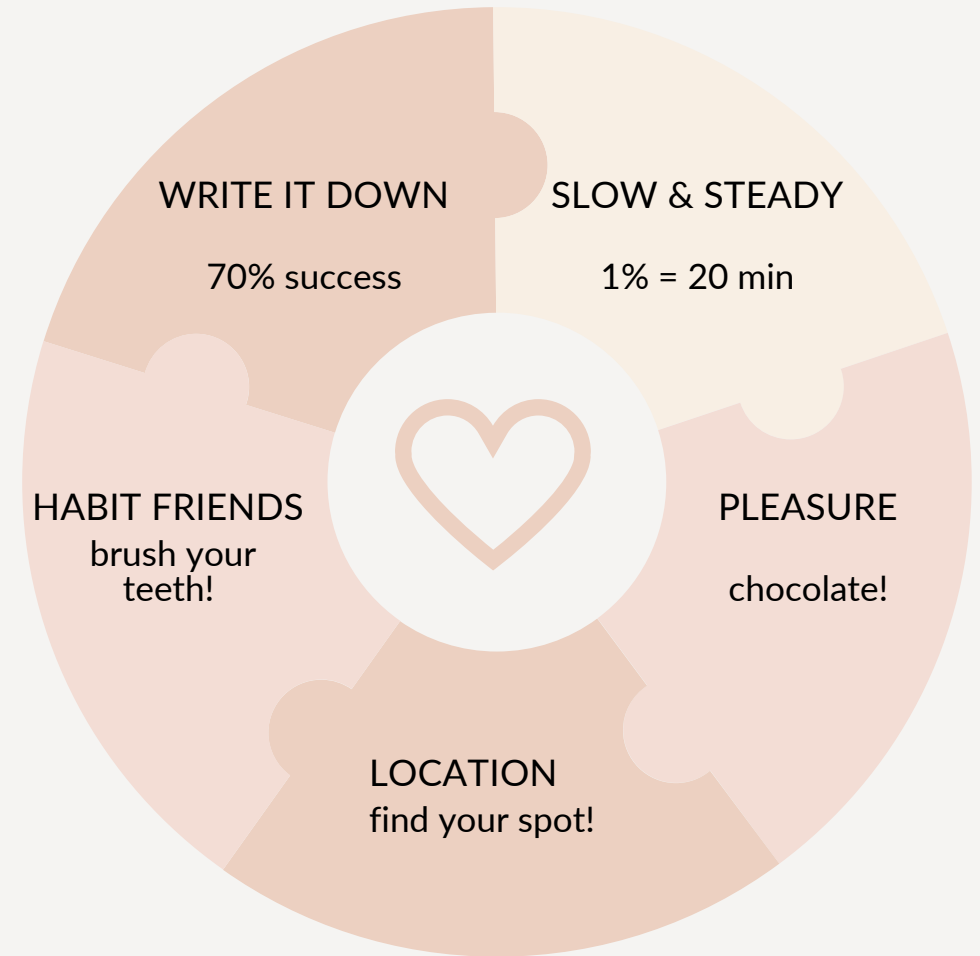 WRITE IT DOWN
70% success
SLOW & STEADY
1% = 20 min
HABIT FRIENDS
brush your
teeth!
PLEASURE
chocolate!
LOCATION
find your spot!